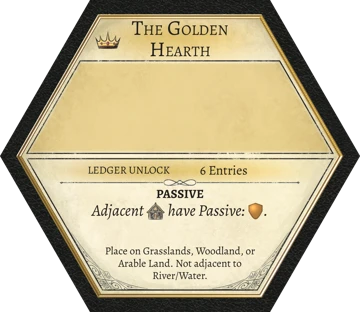 The Golden
Hearth
LEDGER UNLOCK 6 Entries
PASSIVE
Adjacent have Passive: .
Place on Grasslands, Woodland, or
Arable Land. Not adjacent to
River/Water.